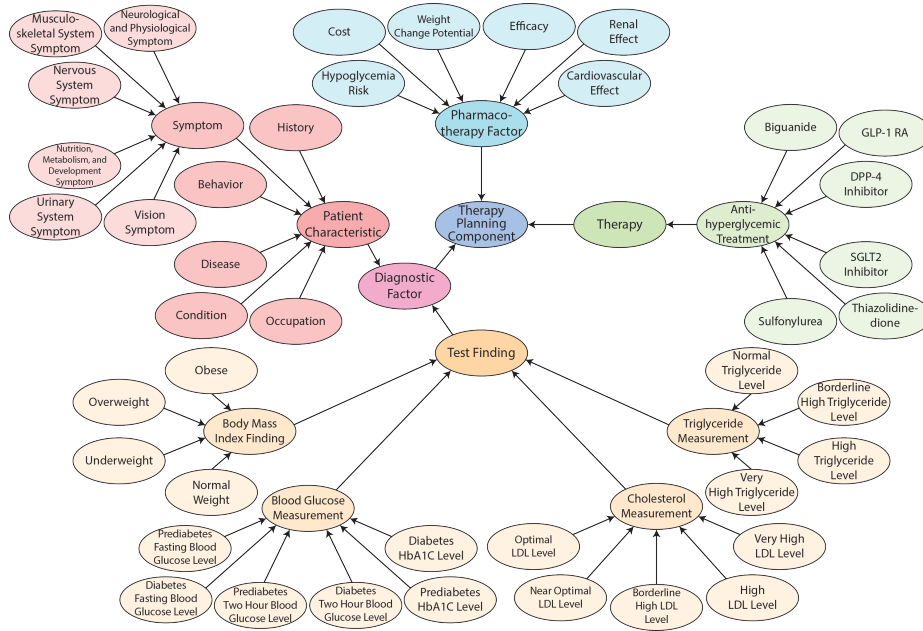 Musculo-
skeletal System
Symptom
Neurological
and Physiological
Symptom
Nervous
System
Symptom
Symptom
Nutrition,
Metabolism, and
Development
Symptom
Urinary
System
Symptom
Vision
Symptom
History
Behavior
Patient
Characteristic
Disease
Condition
Occupation
Diagnostic
Factor
Cost
Weight
Change Potential
Efficacy
Renal
Effect
Hypoglycemia
Risk
Cardiovascular
Effect
Pharmaco-
therapy Factor
Therapy
Planning
Component
Therapy
Anti-
hyperglycemic
Treatment
Biguanide
GLP-1 RA
DPP-4
Inhibitor
SGLT2
Inhibitor
Thiazolidine-
dione
Sulfonylurea
Test Finding
Obese
Overweight
Body Mass
Index Finding
Underweight
Normal
Weight
Normal
Triglyceride
Level
Borderline
High Triglyceride
Level
Triglyceride
Measurement
High
Triglyceride
Level
Very
High Triglyceride
Level
Blood Glucose
Measurement
Prediabetes
Fasting Blood
Glucose Level
Diabetes
HbA1C Level
Diabetes
Fasting Blood
Glucose Level
Prediabetes
Two Hour Blood
Glucose Level
Diabetes
Two Hour Blood
Glucose Level
Prediabetes
HbA1C Level
Cholesterol
Measurement
Optimal
LDL Level
Very High
LDL Level
Near Optimal
LDL Level
Borderline
High LDL
Level
High
LDL Level